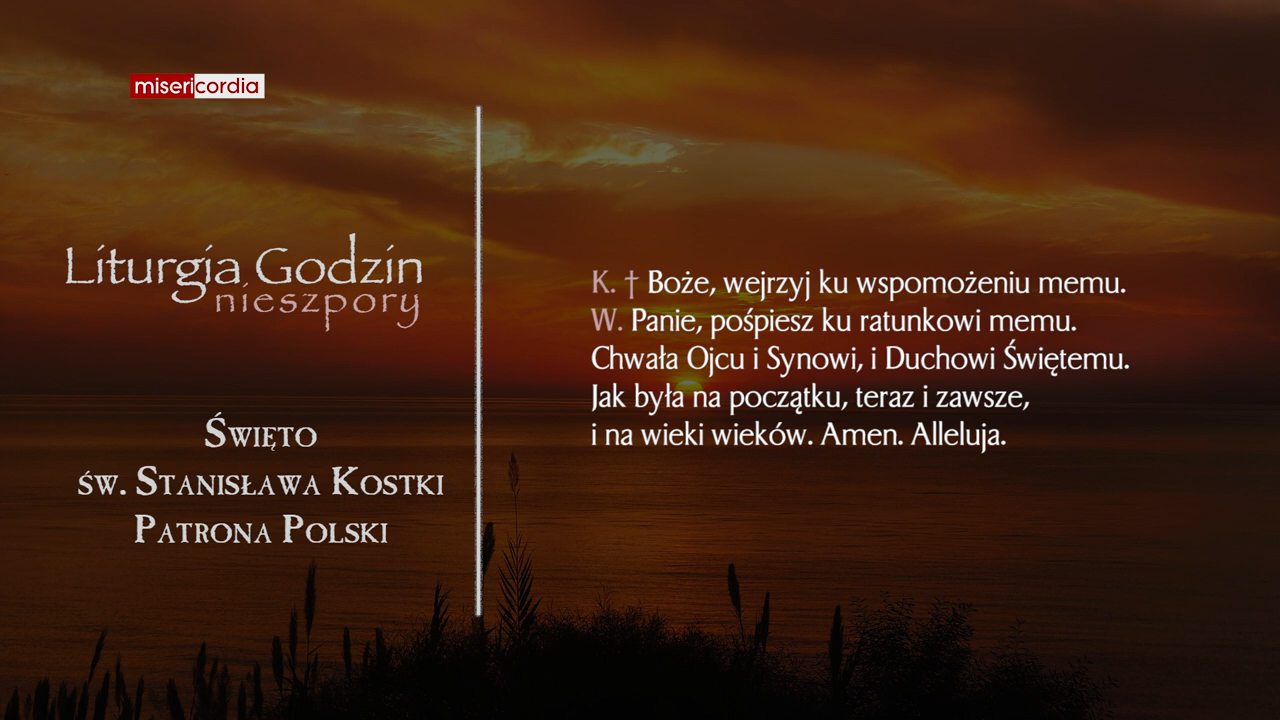 misericordia
Liturgia Godzin
nieszpory
Święto
św. Stanisława Kostki
Patrona Polski
K. † Boże, wejrzyj ku wspomożeniu memu.
W. Panie, pośpiesz ku ratunkowi memu.
Chwała Ojcu i Synowi, i Duchowi Świętemu.
Jak była na początku, teraz i zawsze,
i na wieki wieków. Amen. Alleluja.